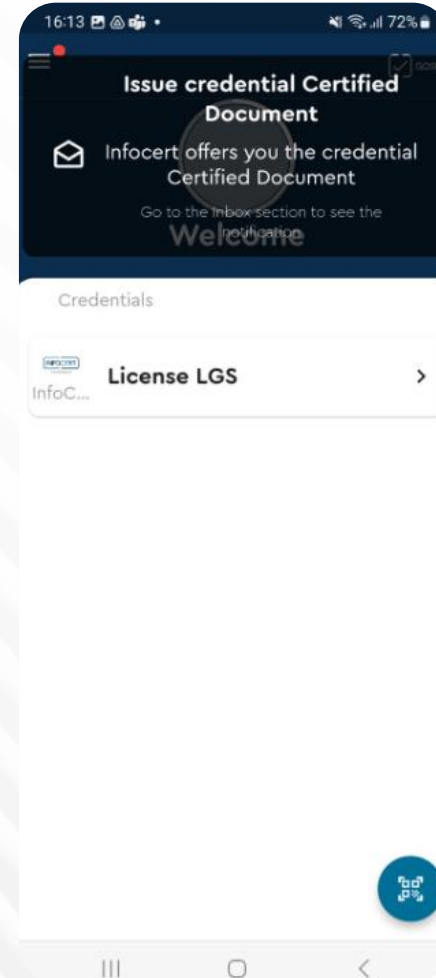 16:13
72%
Issue credential Certified
Document
Infocert offers you the credential
Certified Document
Go to the Inbox section to see the
notification
Welcome
Credentials
INFOCERT
InfoC...
License LGS